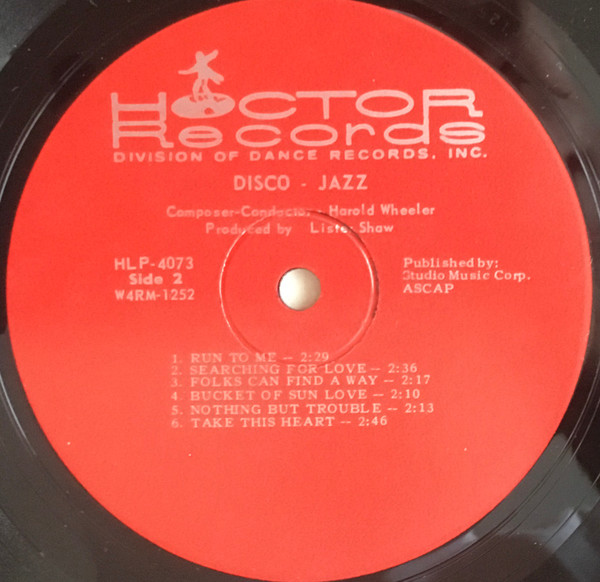 HOCTOR
Records
DIVISION OF DANCE RECORDS, INC.
DISCO - JAZZ
Composer-Conductor - Harold Wheeler
Produced by Lister Shaw
HLP-4073
Side 2
W4RM-1252
Published by:
Studio Music Corp.
ASCAP
1. RUN TO ME -- 2:29
2. SEARCHING FOR LOVE -- 2:36
3. FOLKS CAN FIND A WAY -- 2:17
4. BUCKET OF SUN LOVE -- 2:10
5. NOTHING BUT TROUBLE -- 2:13
6. TAKE THIS HEART -- 2:46